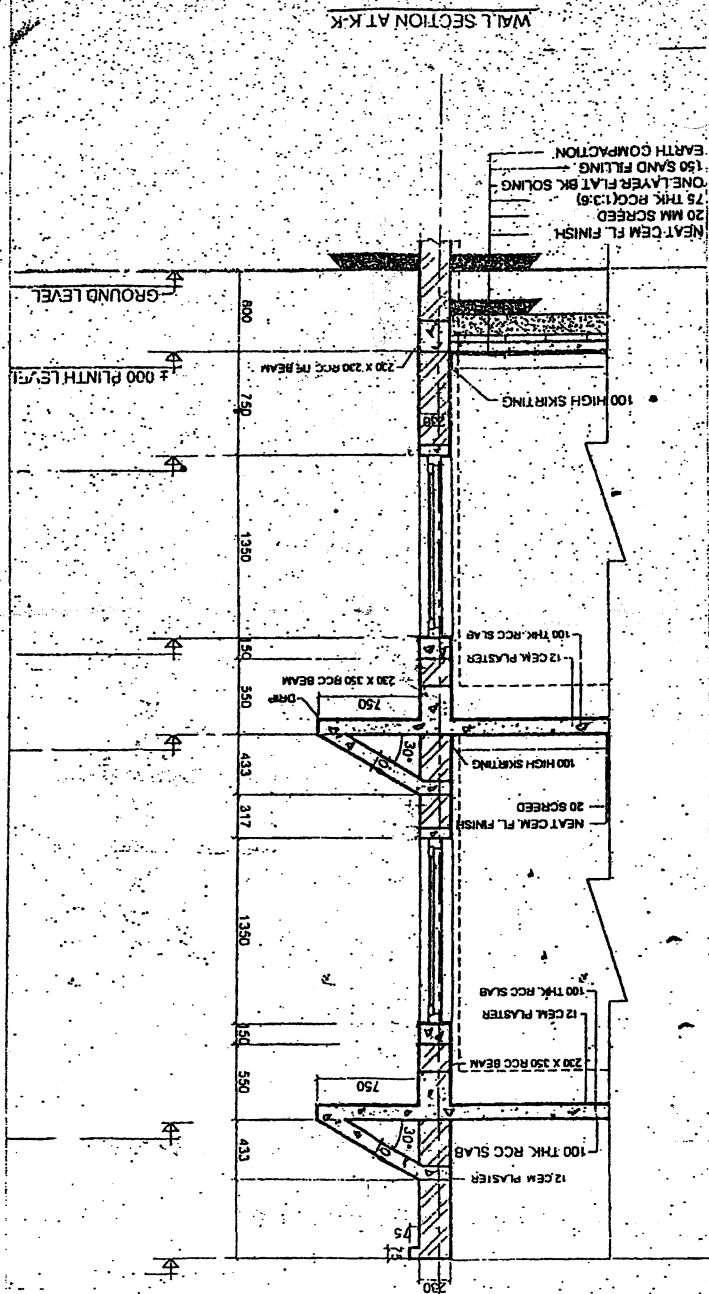 230
75
75
12 CEM PLASTER
433
30°
100 THK. RCC SLAB
750
550
230 X 350 RCC BEAM
150
12 CEM. PLASTER
100 THK. RCC SLAB
1350
NEAT CEM. FL. FINISH
20 SCREED
317
433
30°
100 HIGH SKIRTING
DRIP
750
550
230 X 350 RCC BEAM
12 CEM. PLASTER
100 THK. RCC SLAB
150
1350
230
750
100 HIGH SKIRTING
230 X 230 RCC TIE BEAM
± 000 PLINTH LEVEL
800
GROUND LEVEL
NEAT CEM FL. FINISH
20 MM SCREED
75 THK. RCC(1:3:6)
ONE LAYER FLAT BK. SOLING
150 SAND FILLING
EARTH COMPACTION
WALL SECTION AT K-K